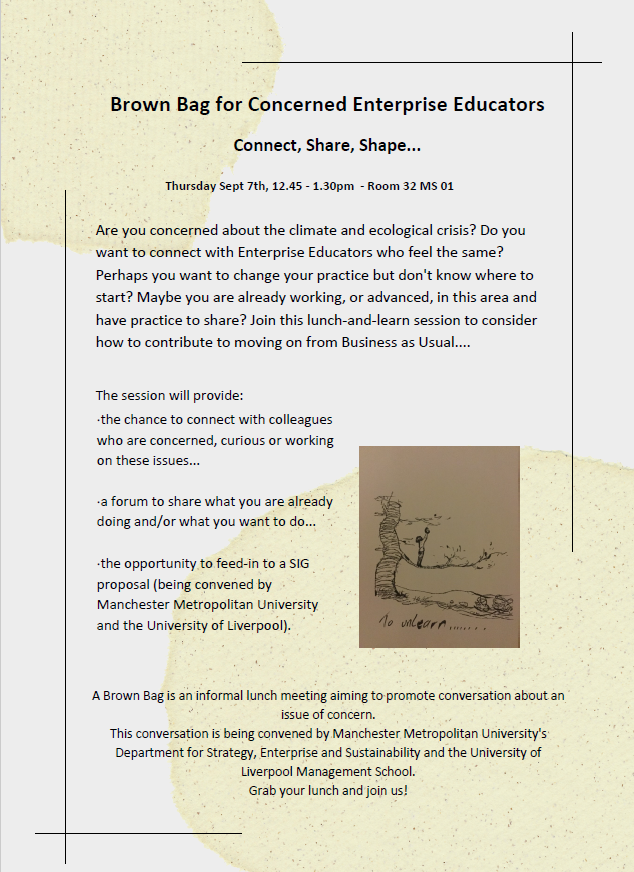 Brown Bag for Concerned Enterprise Educators
Connect, Share, Shape...
Thursday Sept 7th, 12.45 - 1.30pm - Room 32 MS 01
Are you concerned about the climate and ecological crisis? Do you
want to connect with Enterprise Educators who feel the same?
Perhaps you want to change your practice but don't know where to
start? Maybe you are already working, or advanced, in this area and
have practice to share? Join this lunch-and-learn session to consider
how to contribute to moving on from Business as Usual....
The session will provide:
·the chance to connect with colleagues
who are concerned, curious or working
on these issues...
·a forum to share what you are already
doing and/or what you want to do...
·the opportunity to feed-in to a SIG
proposal (being convened by
Manchester Metropolitan University
and the University of Liverpool).
To unlearn.......
A Brown Bag is an informal lunch meeting aiming to promote conversation about an
issue of concern.
This conversation is being convened by Manchester Metropolitan University's
Department for Strategy, Enterprise and Sustainability and the University of
Liverpool Management School.
Grab your lunch and join us!